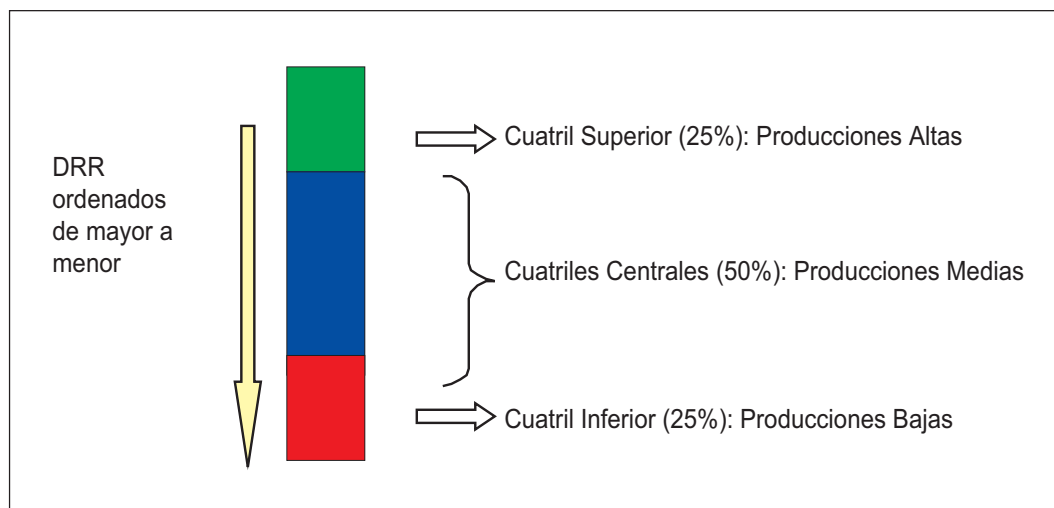 Cuatril Superior (25%): Producciones Altas
DRR
ordenados
de mayor a
menor
Cuatriles Centrales (50%): Producciones Medias
Cuatril Inferior (25%): Producciones Bajas